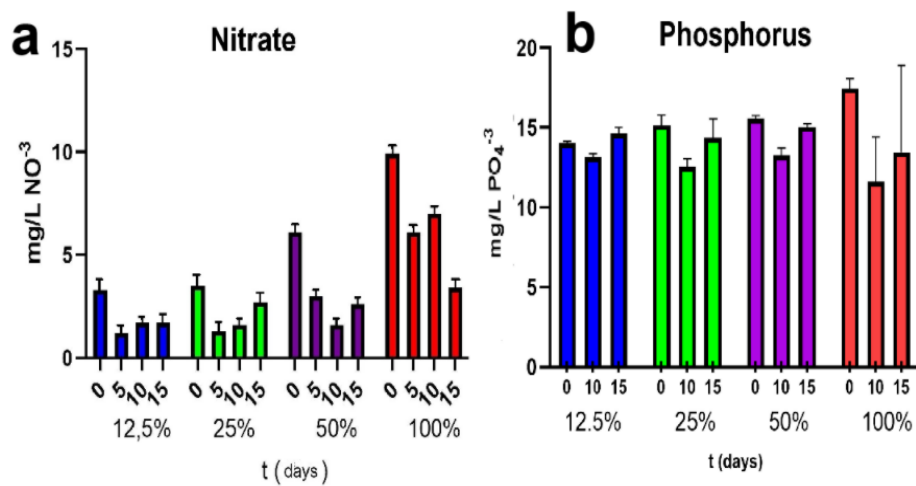 a
Nitrate
mg/L NO⁻³
15
10
5
0
0 5 10 15 0 5 10 15 0 5 10 15 0 5 10 15
12,5% 25% 50% 100%
t (days)
b
Phosphorus
mg/L PO₄⁻³
20
15
10
5
0
0 10 15 0 10 15 0 10 15 0 10 15
12.5% 25% 50% 100%
t (days)